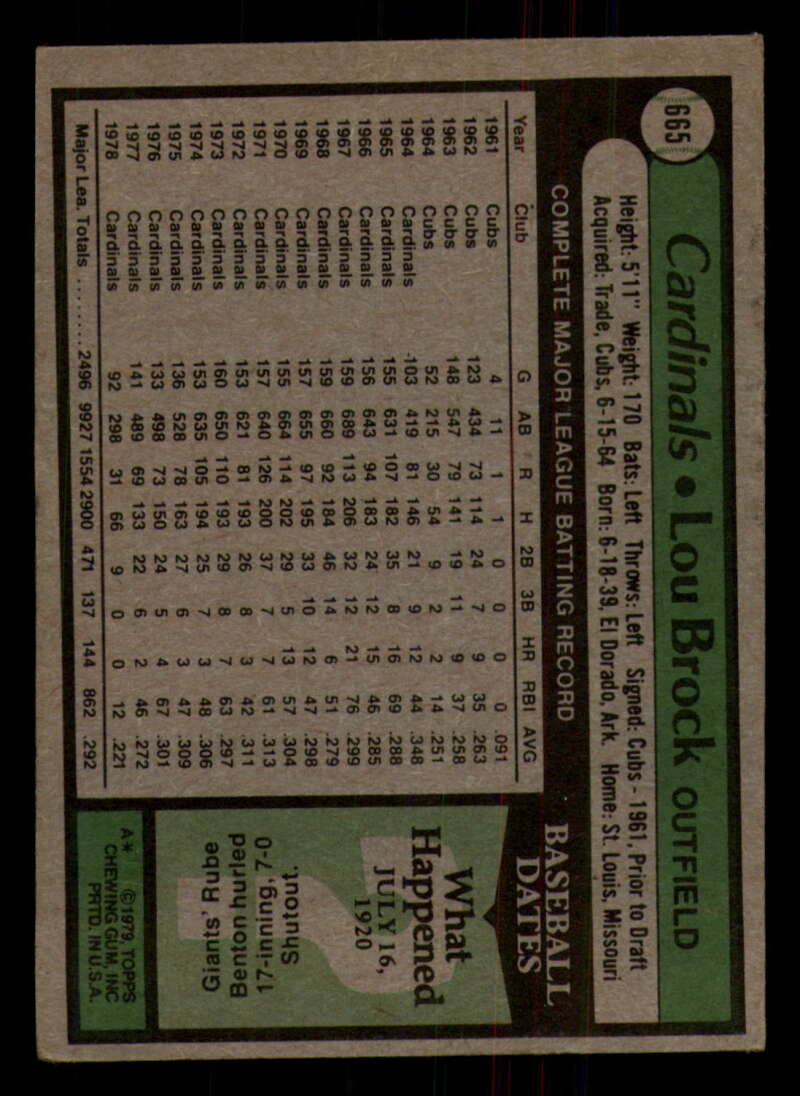 665
Cardinals • Lou Brock OUTFIELD
Height: 5'11" Weight: 170 Bats: Left Throws: Left Signed: Cubs - 1961, Prior to Draft
Acquired: Trade, Cubs, 6-15-64 Born: 6-18-39, El Dorado, Ark. Home: St. Louis, Missouri
COMPLETE MAJOR LEAGUE BATTING RECORD
Year Club G AB R H 2B 3B HR RBI AVG
1961 Cubs 4 11 1 1 0 0 0 0 .091
1962 Cubs 123 434 73 114 24 7 9 35 .263
1963 Cubs 148 547 79 141 19 11 9 37 .258
1964 Cubs 52 215 30 54 9 2 2 14 .251
1964 Cardinals 103 419 81 146 21 9 12 44 .348
1965 Cardinals 155 631 107 182 35 8 16 69 .288
1966 Cardinals 156 643 94 183 24 12 15 46 .285
1967 Cardinals 159 689 113 206 32 12 21 76 .299
1968 Cardinals 159 660 92 184 46 14 6 51 .279
1969 Cardinals 157 655 97 195 33 10 12 47 .298
1970 Cardinals 155 664 114 202 29 5 13 57 .304
1971 Cardinals 157 640 126 200 37 7 7 61 .313
1972 Cardinals 153 621 81 193 26 8 3 42 .311
1973 Cardinals 160 650 110 193 29 8 7 63 .297
1974 Cardinals 153 635 105 194 25 7 3 48 .306
1975 Cardinals 136 528 78 163 27 6 3 47 .309
1976 Cardinals 133 498 73 150 24 5 4 67 .301
1977 Cardinals 141 489 69 133 22 6 2 46 .272
1978 Cardinals 92 298 31 66 9 0 0 12 .221
Major Lea. Totals ......... 2496 9927 1554 2900 471 137 144 862 .292
BASEBALL
DATES
What
Happened
JULY 16,
1920
Giants' Rube
Benton hurled
17-inning, 7-0
Shutout.
A* ©1979, TOPPS
CHEWING GUM, INC
PRTD. IN U.S.A.